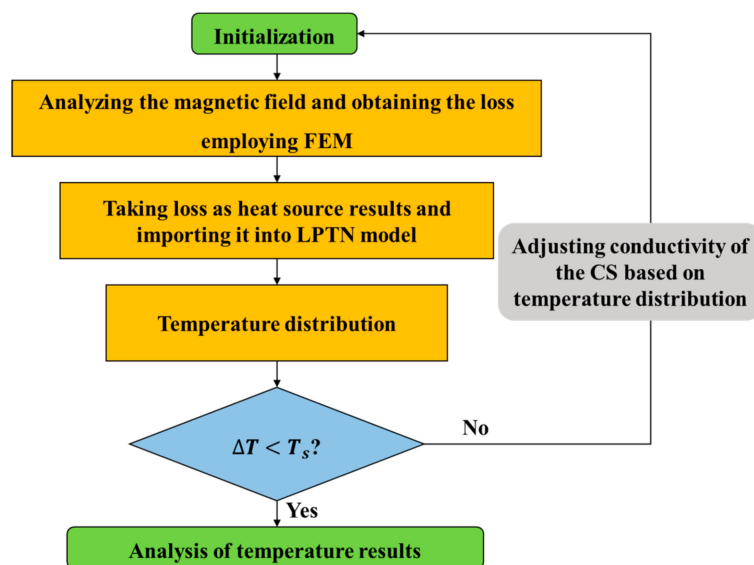 Initialization
Analyzing the magnetic field and obtaining the loss
employing FEM
Taking loss as heat source results and
importing it into LPTN model
Adjusting conductivity of
the CS based on
temperature distribution
Temperature distribution
No
ΔT < Tₛ?
Yes
Analysis of temperature results